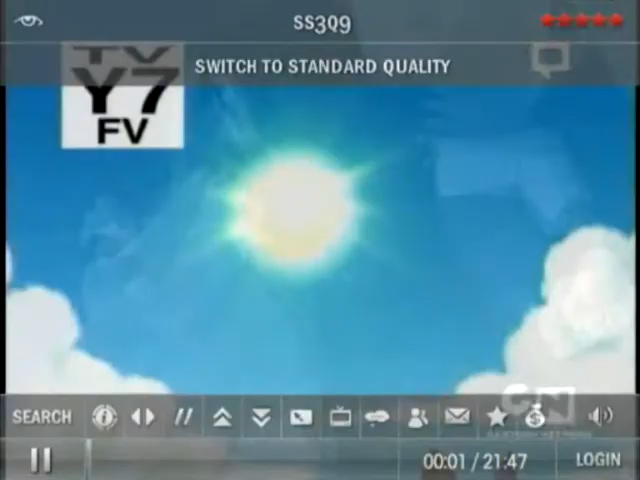 SS309
SWITCH TO STANDARD QUALITY
TV
Y7
FV
SEARCH
CN
00:01 / 21:47
LOGIN